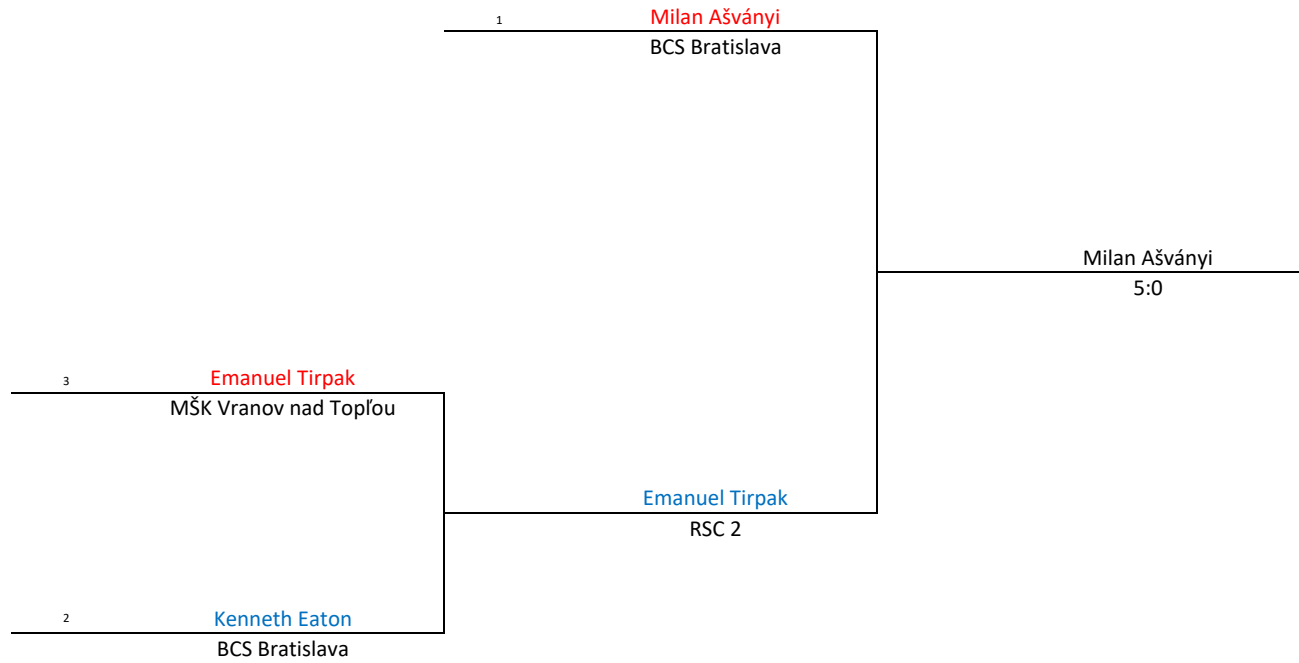 1 Milan Ašványi
BCS Bratislava
Milan Ašványi
5:0
3 Emanuel Tirpak
MŠK Vranov nad Topľou
Emanuel Tirpak
RSC 2
2 Kenneth Eaton
BCS Bratislava